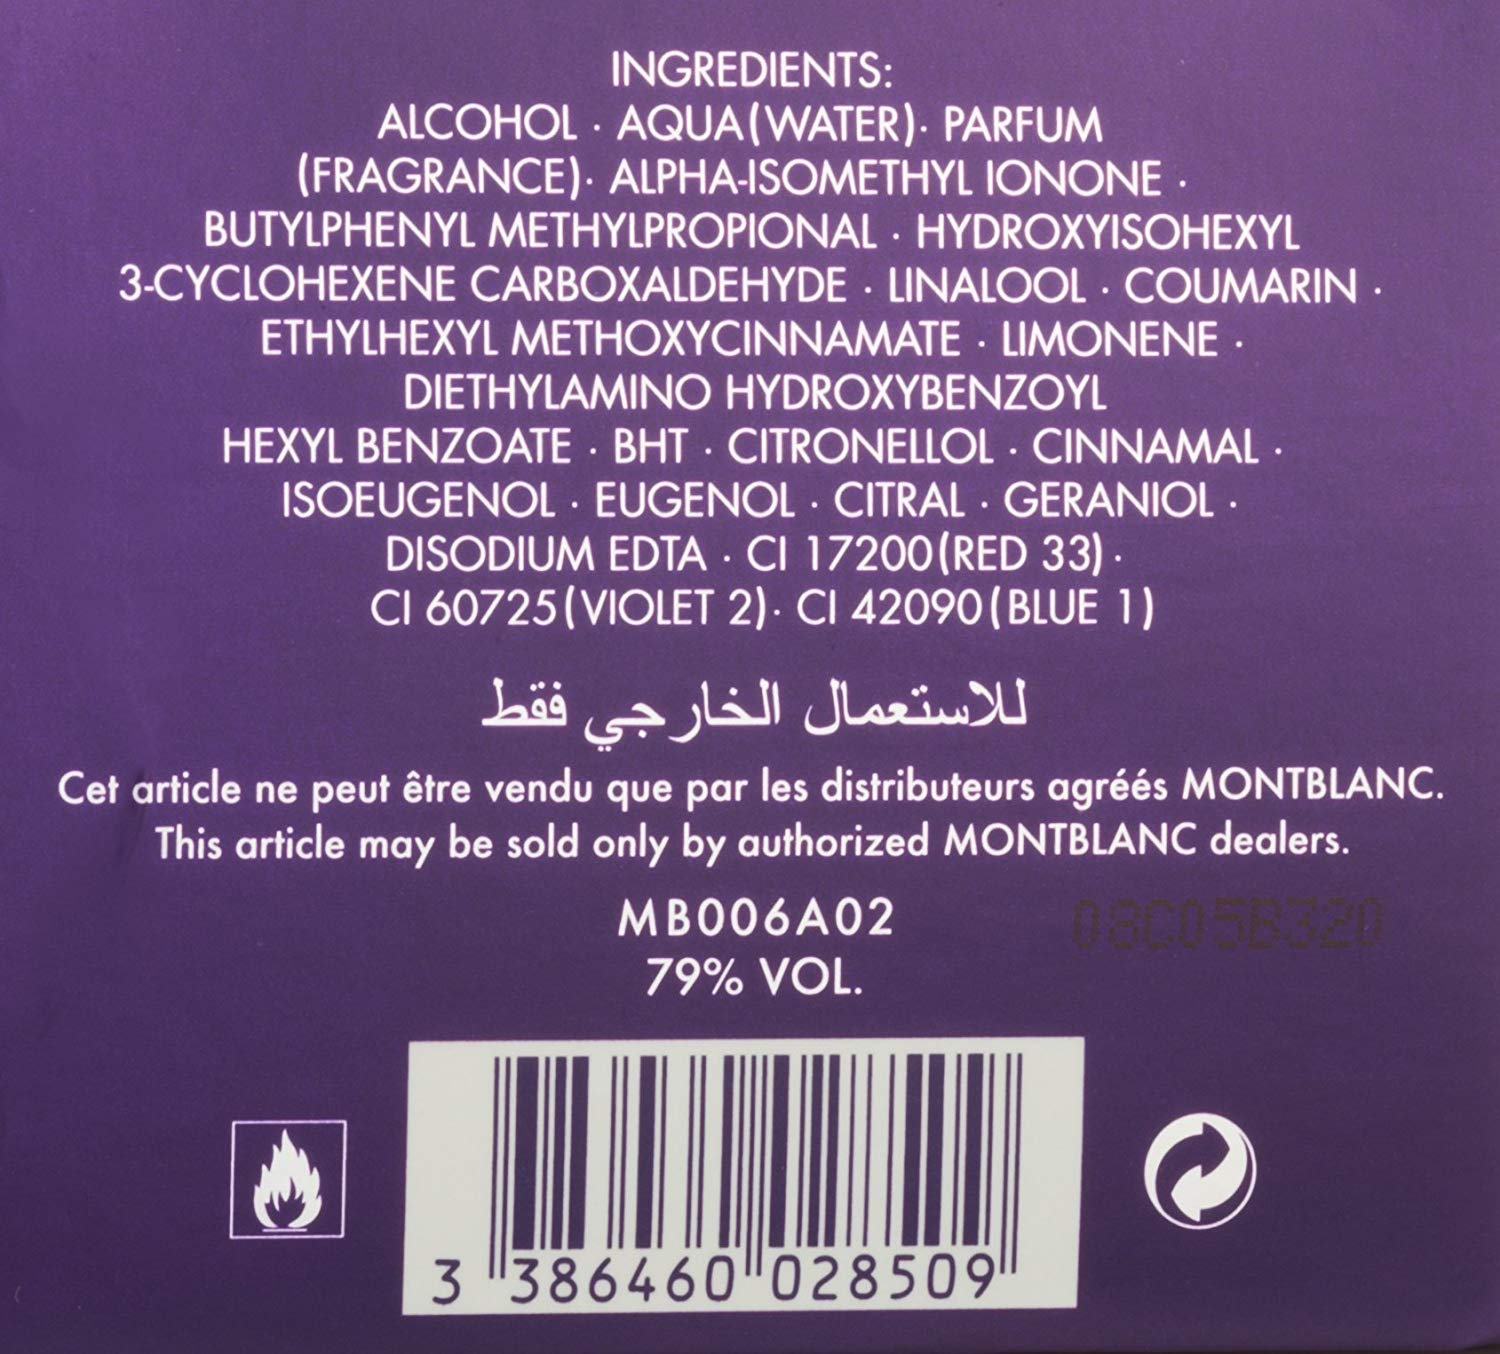 INGREDIENTS:
ALCOHOL · AQUA(WATER)· PARFUM
(FRAGRANCE)· ALPHA-ISOMETHYL IONONE ·
BUTYLPHENYL METHYLPROPIONAL · HYDROXYISOHEXYL
3-CYCLOHEXENE CARBOXALDEHYDE · LINALOOL · COUMARIN ·
ETHYLHEXYL METHOXYCINNAMATE · LIMONENE ·
DIETHYLAMINO HYDROXYBENZOYL
HEXYL BENZOATE · BHT · CITRONELLOL · CINNAMAL ·
ISOEUGENOL · EUGENOL · CITRAL · GERANIOL ·
DISODIUM EDTA · CI 17200(RED 33) ·
CI 60725(VIOLET 2)· CI 42090(BLUE 1)
للاستعمال الخارجي فقط
Cet article ne peut être vendu que par les distributeurs agréés MONTBLANC.
This article may be sold only by authorized MONTBLANC dealers.
MB006A02
08C05B320
79% VOL.
3 386460 028509